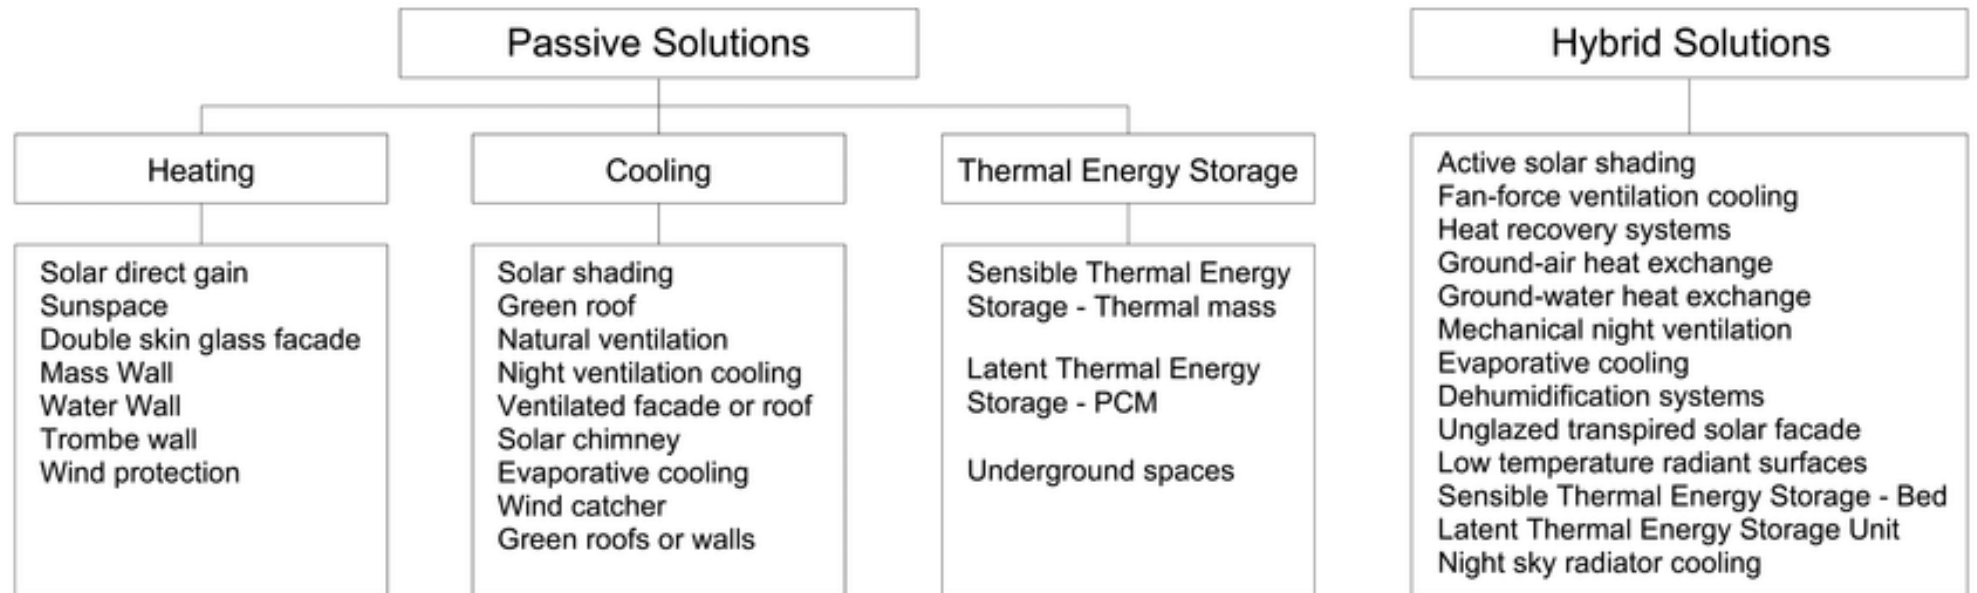 Passive Solutions
Hybrid Solutions
Heating
Cooling
Thermal Energy Storage
Solar direct gain
Sunspace
Double skin glass facade
Mass Wall
Water Wall
Trombe wall
Wind protection
Solar shading
Green roof
Natural ventilation
Night ventilation cooling
Ventilated facade or roof
Solar chimney
Evaporative cooling
Wind catcher
Green roofs or walls
Sensible Thermal Energy
Storage - Thermal mass
Latent Thermal Energy
Storage - PCM
Underground spaces
Active solar shading
Fan-force ventilation cooling
Heat recovery systems
Ground-air heat exchange
Ground-water heat exchange
Mechanical night ventilation
Evaporative cooling
Dehumidification systems
Unglazed transpired solar facade
Low temperature radiant surfaces
Sensible Thermal Energy Storage - Bed
Latent Thermal Energy Storage Unit
Night sky radiator cooling